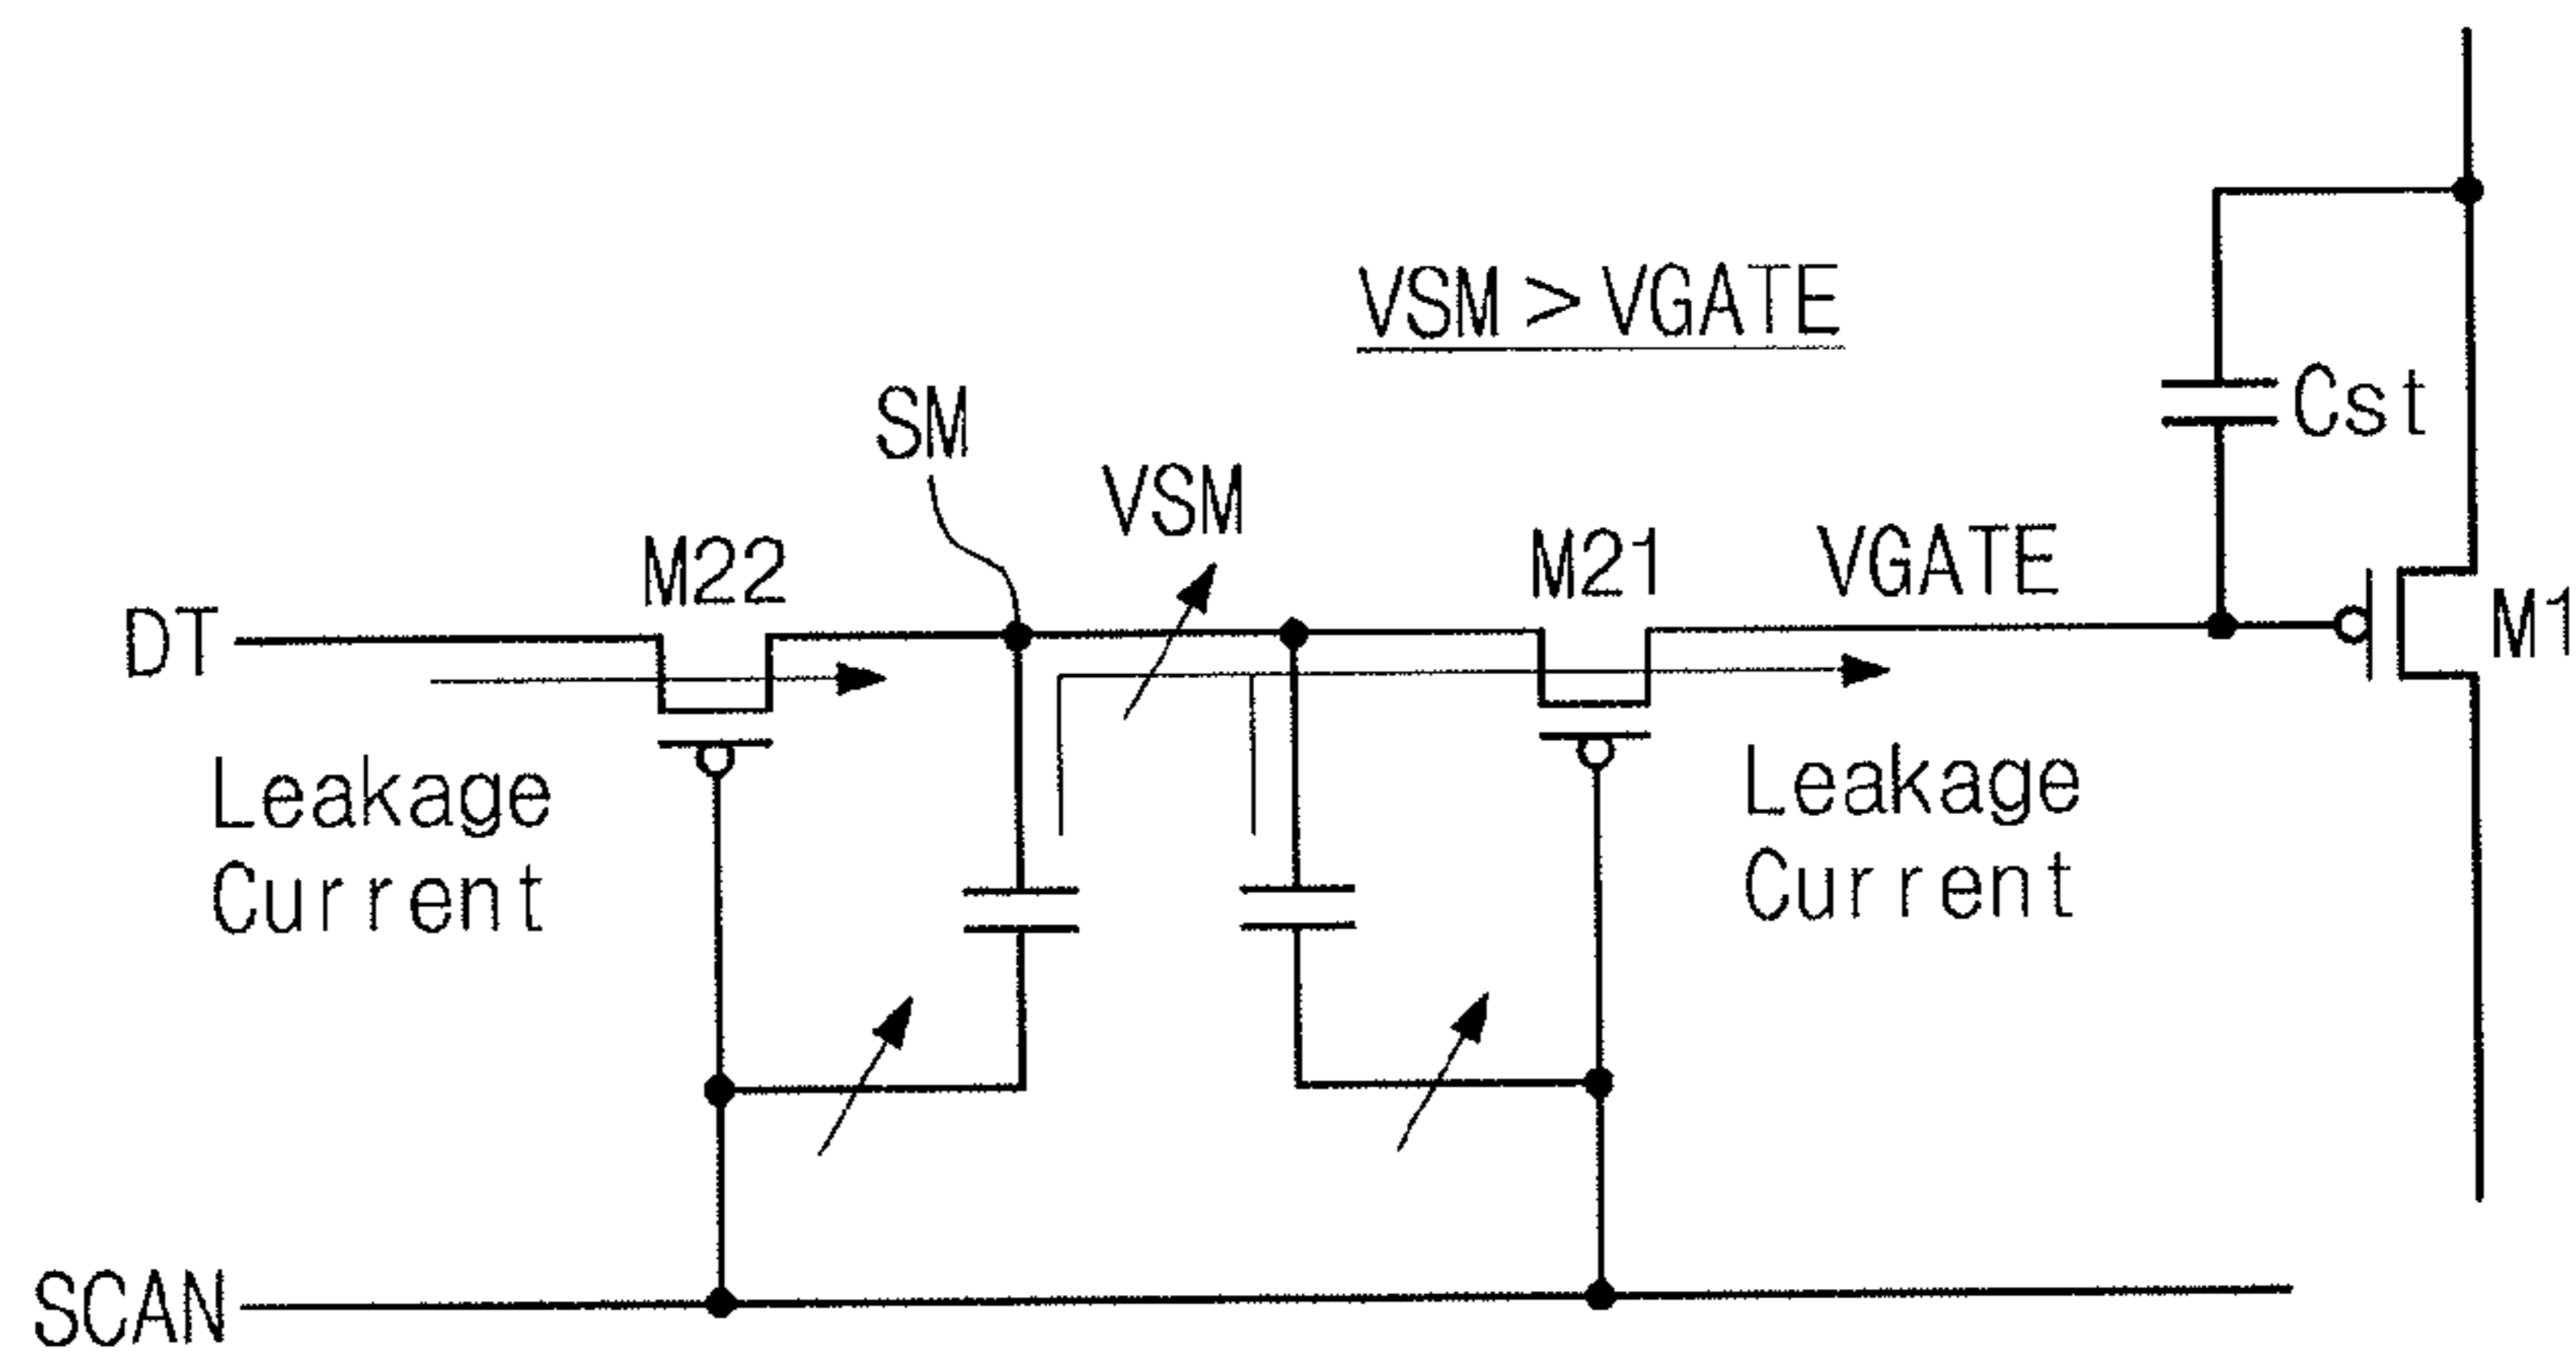 VSM > VGATE
Cst
SM
VSM
M22
M21
VGATE
DT
M1
Leakage
Current
Leakage
Current
SCAN